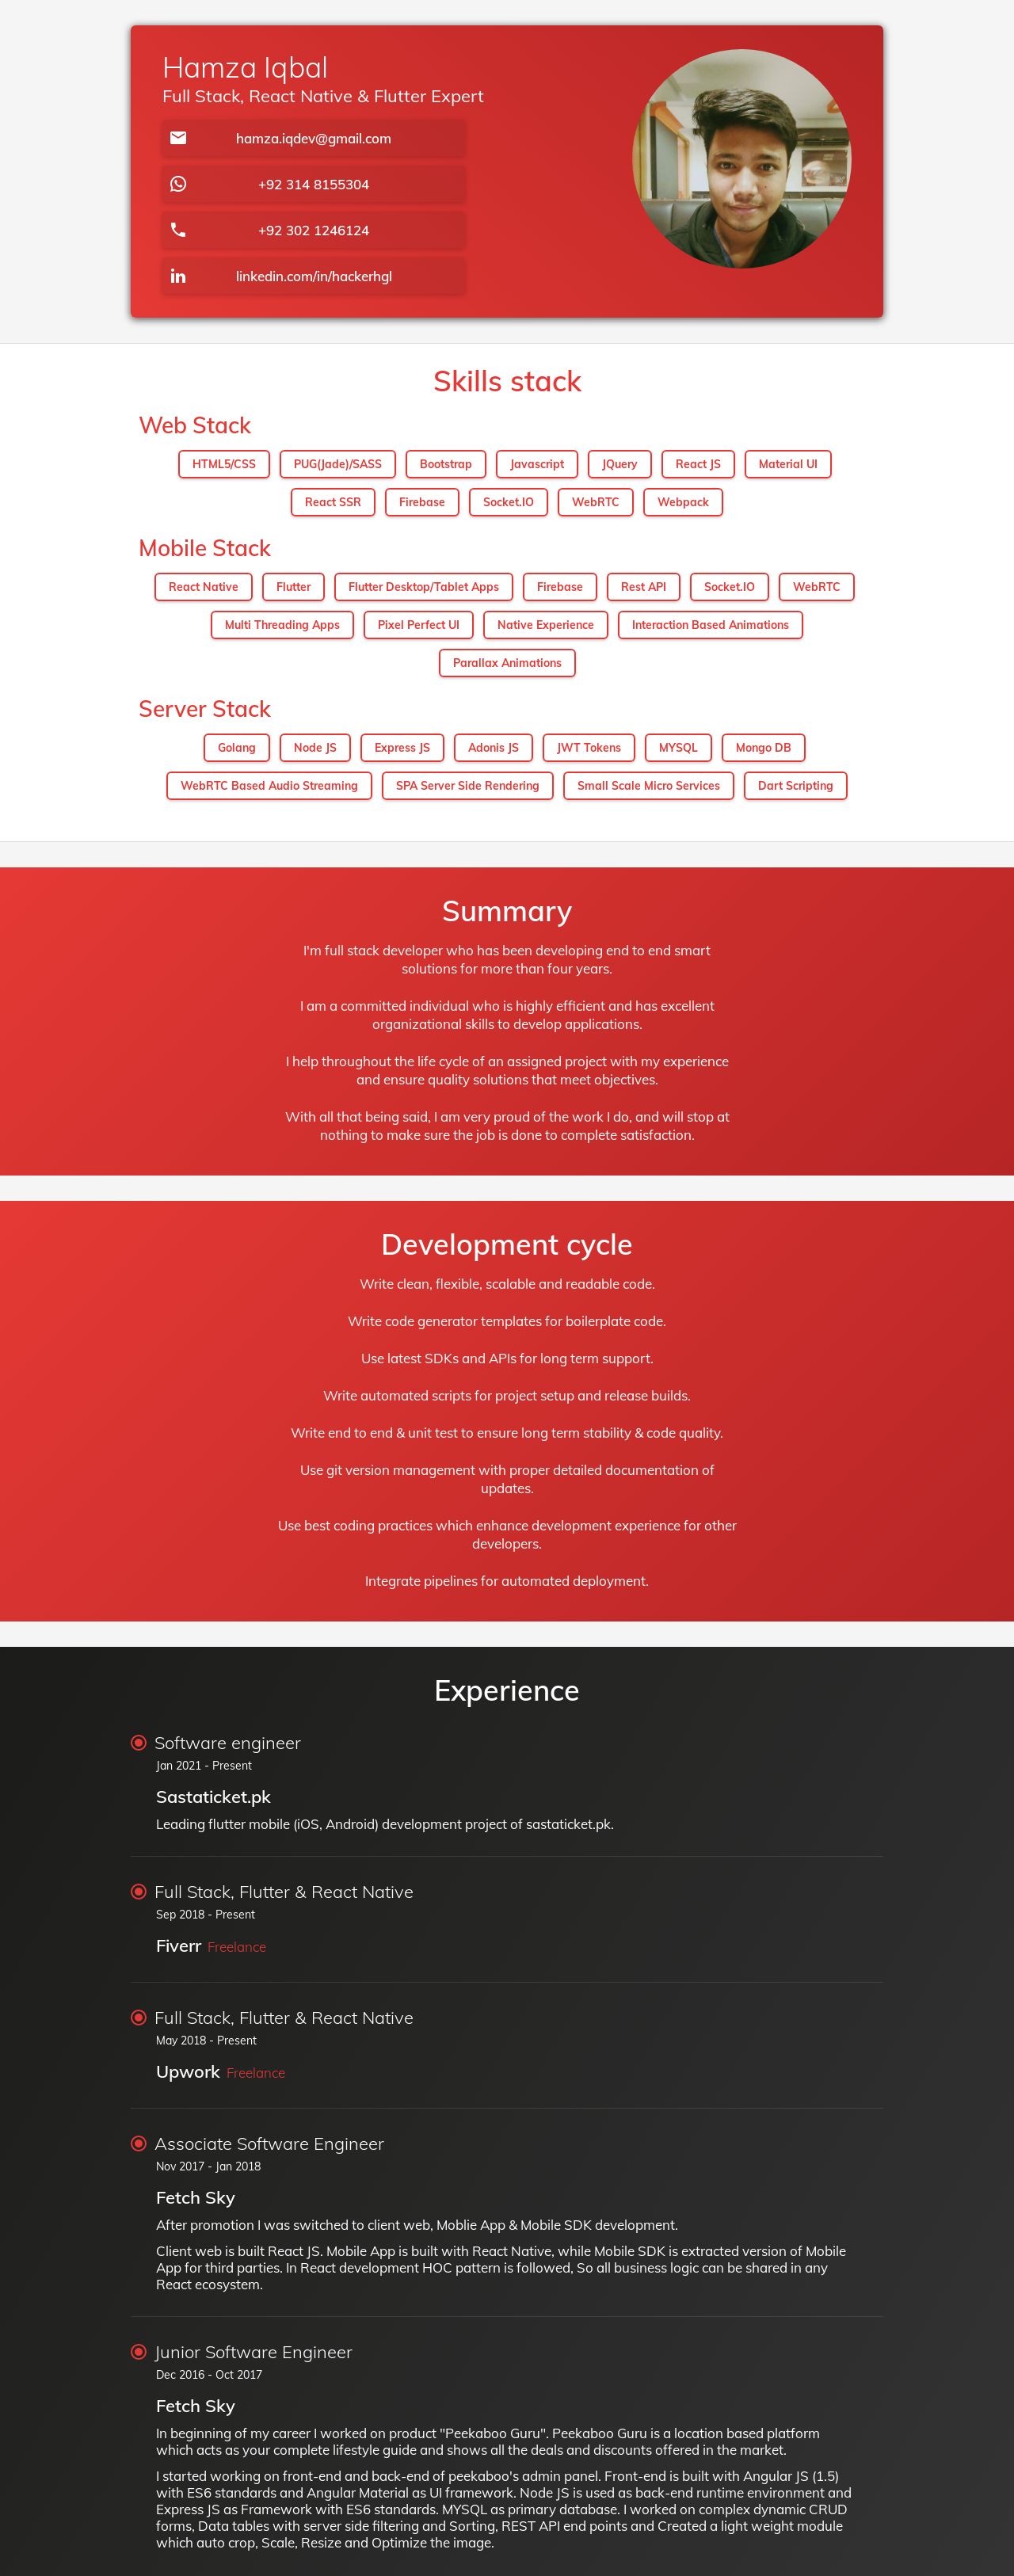 Hamza Iqbal
Full Stack, React Native & Flutter Expert
hamza.iqdev@gmail.com
+92 314 8155304
+92 302 1246124
linkedin.com/in/hackerhgl
Skills stack
Web Stack
HTML5/CSS PUG(Jade)/SASS Bootstrap Javascript JQuery React JS Material UI
React SSR Firebase Socket.IO WebRTC Webpack
Mobile Stack
React Native Flutter Flutter Desktop/Tablet Apps Firebase Rest API Socket.IO WebRTC
Multi Threading Apps Pixel Perfect UI Native Experience Interaction Based Animations
Parallax Animations
Server Stack
Golang Node JS Express JS Adonis JS JWT Tokens MYSQL Mongo DB
WebRTC Based Audio Streaming SPA Server Side Rendering Small Scale Micro Services Dart Scripting
Summary
I'm full stack developer who has been developing end to end smart
solutions for more than four years.
I am a committed individual who is highly efficient and has excellent
organizational skills to develop applications.
I help throughout the life cycle of an assigned project with my experience
and ensure quality solutions that meet objectives.
With all that being said, I am very proud of the work I do, and will stop at
nothing to make sure the job is done to complete satisfaction.
Development cycle
Write clean, flexible, scalable and readable code.
Write code generator templates for boilerplate code.
Use latest SDKs and APIs for long term support.
Write automated scripts for project setup and release builds.
Write end to end & unit test to ensure long term stability & code quality.
Use git version management with proper detailed documentation of
updates.
Use best coding practices which enhance development experience for other
developers.
Integrate pipelines for automated deployment.
Experience
Software engineer
Jan 2021 - Present
Sastaticket.pk
Leading flutter mobile (iOS, Android) development project of sastaticket.pk.
Full Stack, Flutter & React Native
Sep 2018 - Present
Fiverr Freelance
Full Stack, Flutter & React Native
May 2018 - Present
Upwork Freelance
Associate Software Engineer
Nov 2017 - Jan 2018
Fetch Sky
After promotion I was switched to client web, Moblie App & Mobile SDK development.
Client web is built React JS. Mobile App is built with React Native, while Mobile SDK is extracted version of Mobile
App for third parties. In React development HOC pattern is followed, So all business logic can be shared in any
React ecosystem.
Junior Software Engineer
Dec 2016 - Oct 2017
Fetch Sky
In beginning of my career I worked on product "Peekaboo Guru". Peekaboo Guru is a location based platform
which acts as your complete lifestyle guide and shows all the deals and discounts offered in the market.
I started working on front-end and back-end of peekaboo's admin panel. Front-end is built with Angular JS (1.5)
with ES6 standards and Angular Material as UI framework. Node JS is used as back-end runtime environment and
Express JS as Framework with ES6 standards. MYSQL as primary database. I worked on complex dynamic CRUD
forms, Data tables with server side filtering and Sorting, REST API end points and Created a light weight module
which auto crop, Scale, Resize and Optimize the image.